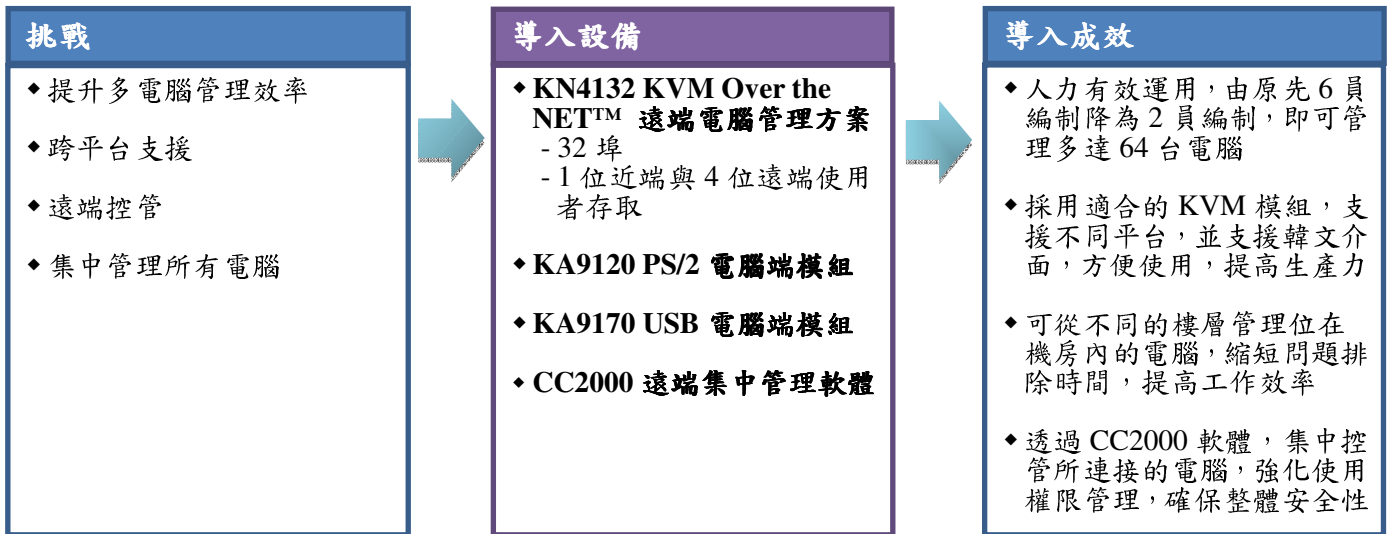 挑戰
◆提升多電腦管理效率
◆跨平台支援
◆遠端控管
◆集中管理所有電腦
導入設備
◆KN4132 KVM Over the
NET™ 遠端電腦管理方案
- 32 埠
- 1 位近端與 4 位遠端使用
者存取
◆KA9120 PS/2 電腦端模組
◆KA9170 USB 電腦端模組
◆CC2000 遠端集中管理軟體
導入成效
◆人力有效運用，由原先 6 員
編制降為 2 員編制，即可管
理多達 64 台電腦
◆採用適合的 KVM 模組，支
援不同平台，並支援韓文介
面，方便使用，提高生產力
◆可從不同的樓層管理位在
機房內的電腦，縮短問題排
除時間，提高工作效率
◆透過 CC2000 軟體，集中控
管所連接的電腦，強化使用
權限管理，確保整體安全性